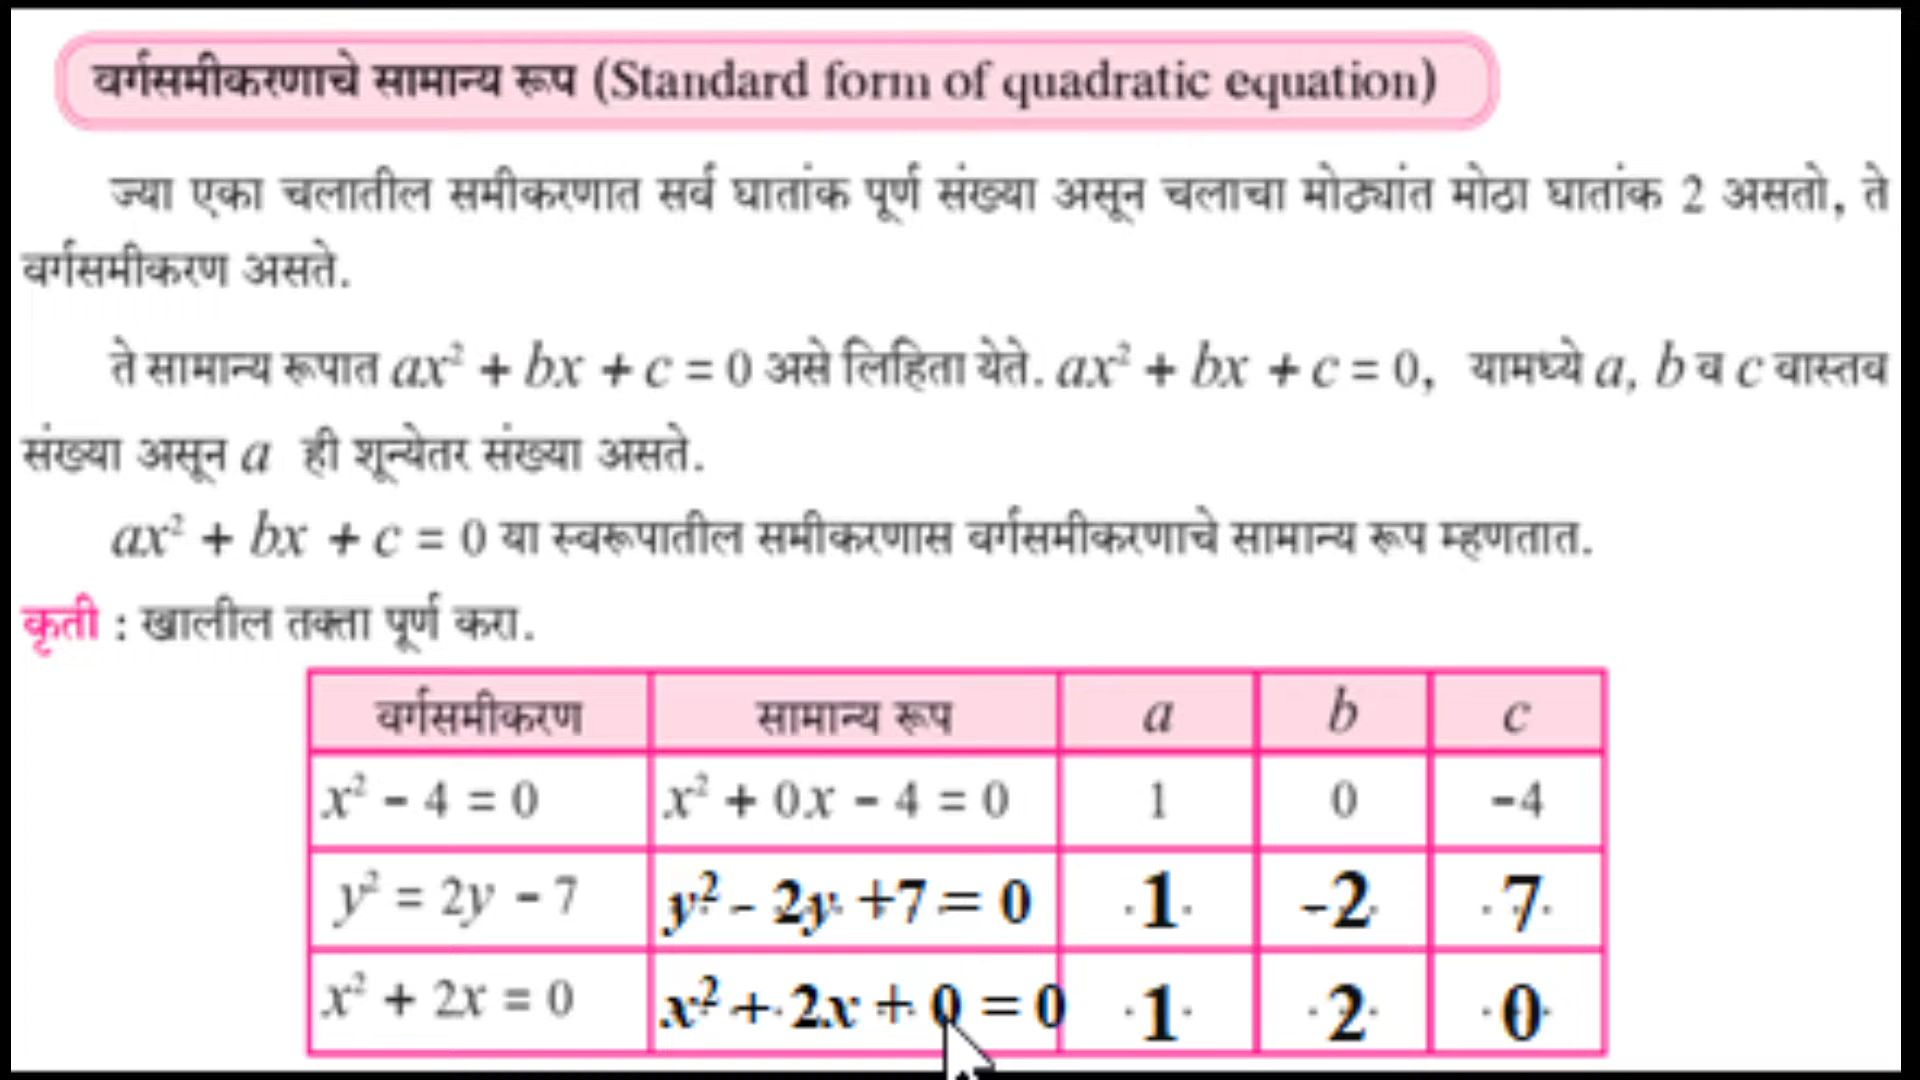 वर्गसमीकरणाचे सामान्य रूप (Standard form of quadratic equation)
ज्या एका चलातील समीकरणात सर्व घातांक पूर्ण संख्या असून चलाचा मोठ्यांत मोठा घातांक 2 असतो, ते
वर्गसमीकरण असते.
ते सामान्य रूपात ax² + bx + c = 0 असे लिहिता येते. ax² + bx + c = 0, यामध्ये a, b व c वास्तव
संख्या असून a ही शून्येतर संख्या असते.
ax² + bx + c = 0 या स्वरूपातील समीकरणास वर्गसमीकरणाचे सामान्य रूप म्हणतात.
कृती : खालील तक्ता पूर्ण करा.
वर्गसमीकरण सामान्य रूप a b c
x² - 4 = 0 x² + 0x - 4 = 0 1 0 -4
y² = 2y - 7 y² - 2y +7 = 0 1 -2 7
x² + 2x = 0 x² + 2x + 0 = 0 1 2 0